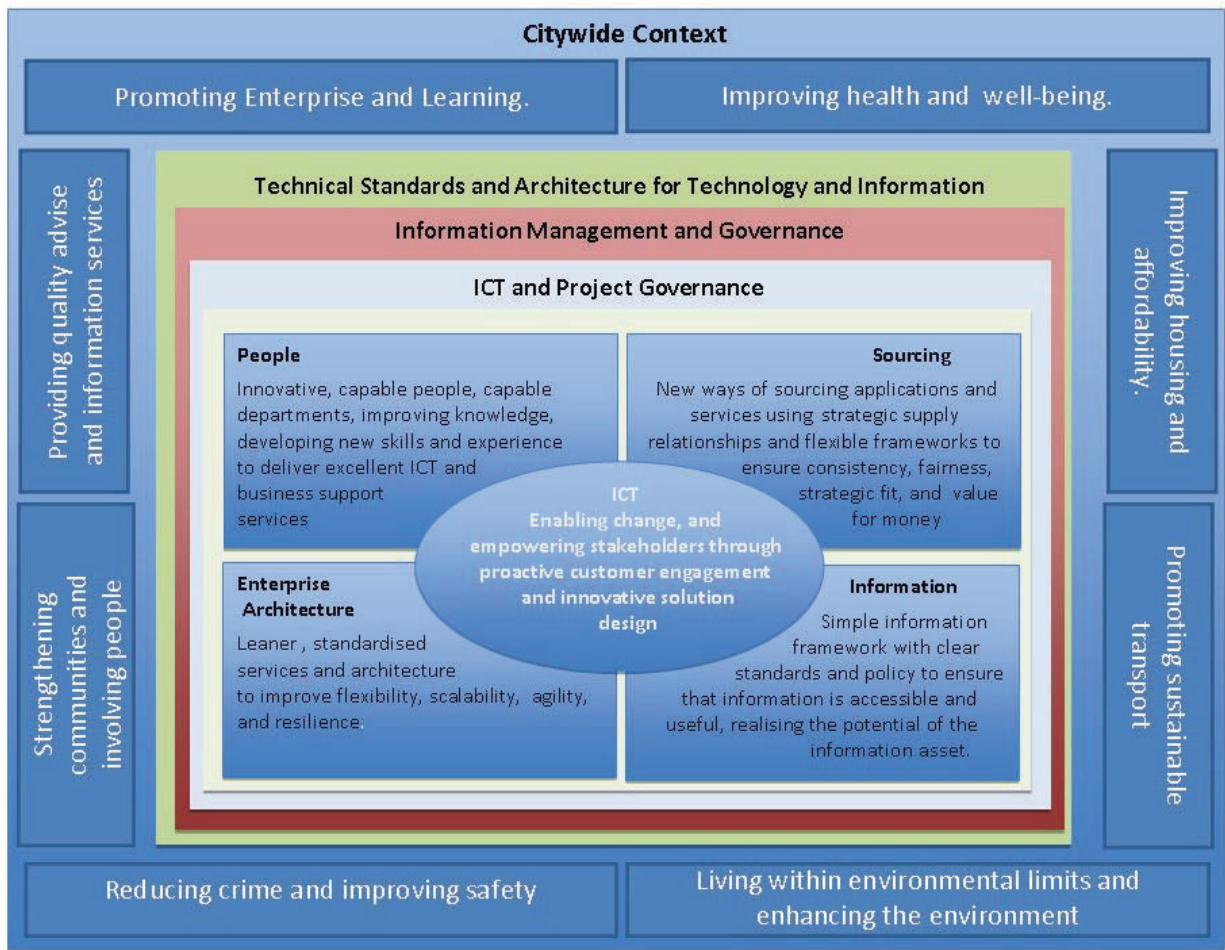 Citywide Context
Promoting Enterprise and Learning.
Improving health and well-being.
Providing quality advise
and information services
Strengthening
communities and
involving people
Technical Standards and Architecture for Technology and Information
Information Management and Governance
ICT and Project Governance
People
Innovative, capable people, capable
departments, improving knowledge,
developing new skills and experience
to deliver excellent ICT and
business support
services
Sourcing
New ways of sourcing applications and
services using strategic supply
relationships and flexible frameworks to
ensure consistency, fairness,
strategic fit, and value
for money
ICT
Enabling change, and
empowering stakeholders through
proactive customer engagement
and innovative solution
design
Enterprise
Architecture
Leaner , standardised
services and architecture
to improve flexibility, scalability, agility,
and resilience.
Information
Simple information
framework with clear
standards and policy to ensure
that information is accessible and
useful, realising the potential of the
information asset.
Improving housing and
affordability.
Promoting sustainable
transport
Reducing crime and improving safety
Living within environmental limits and
enhancing the environment